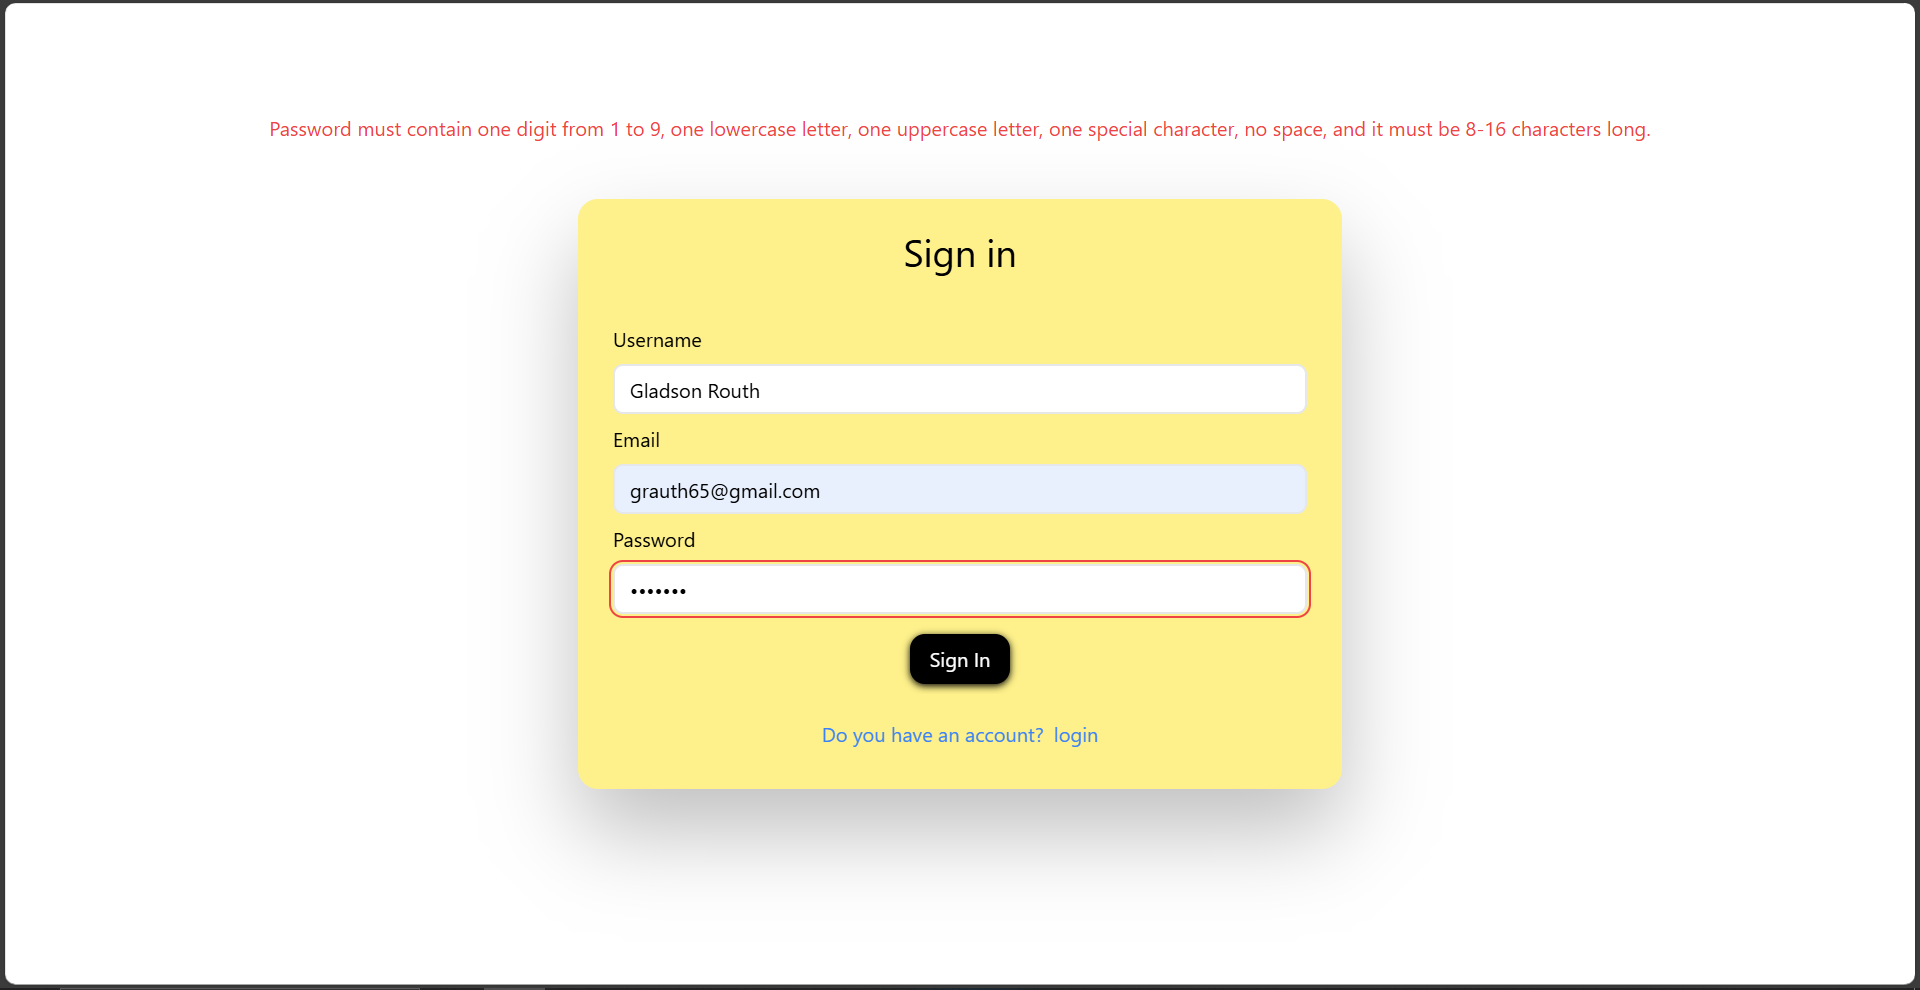 Password must contain one digit from 1 to 9, one lowercase letter, one uppercase letter, one special character, no space, and it must be 8-16 characters long.
Sign in
Username
Gladson Routh
Email
grauth65@gmail.com
Password
•••••••
Sign In
Do you have an account? login